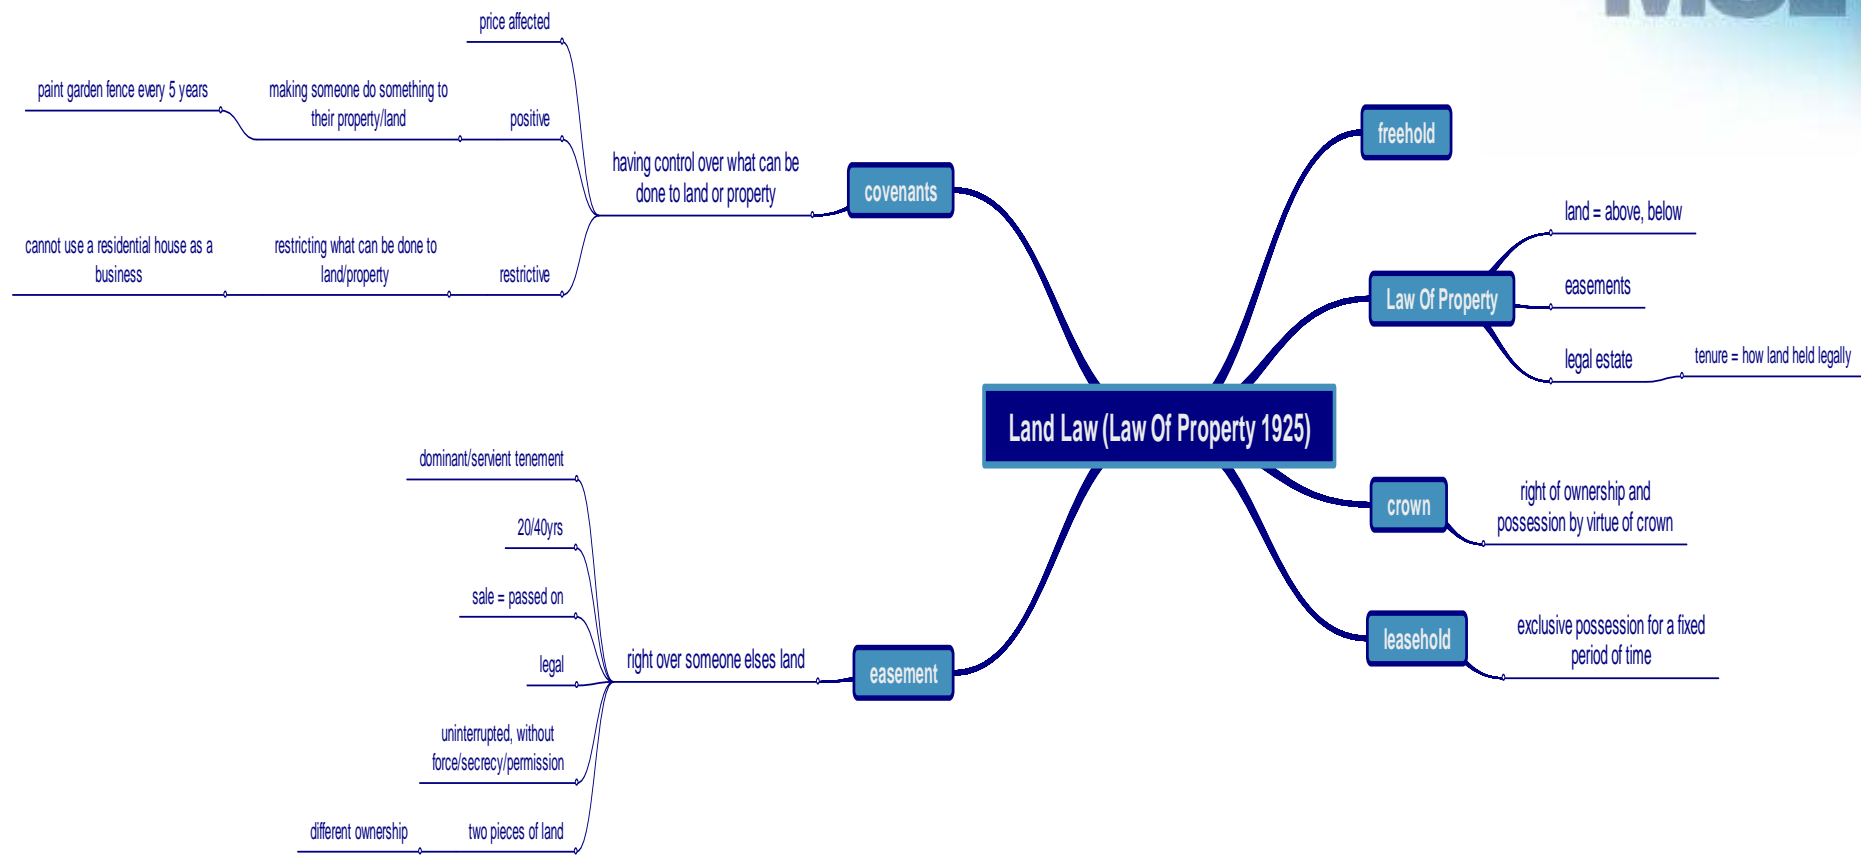 price affected
paint garden fence every 5 years
making someone do something to
their property/land
positive
having control over what can be
done to land or property
covenants
cannot use a residential house as a
business
restricting what can be done to
land/property
restrictive
freehold
land = above, below
Law Of Property
easements
legal estate
tenure = how land held legally
Land Law (Law Of Property 1925)
dominant/servient tenement
20/40yrs
sale = passed on
legal
right over someone elses land
easement
uninterrupted, without
force/secrecy/permission
different ownership
two pieces of land
crown
right of ownership and
possession by virtue of crown
leasehold
exclusive possession for a fixed
period of time